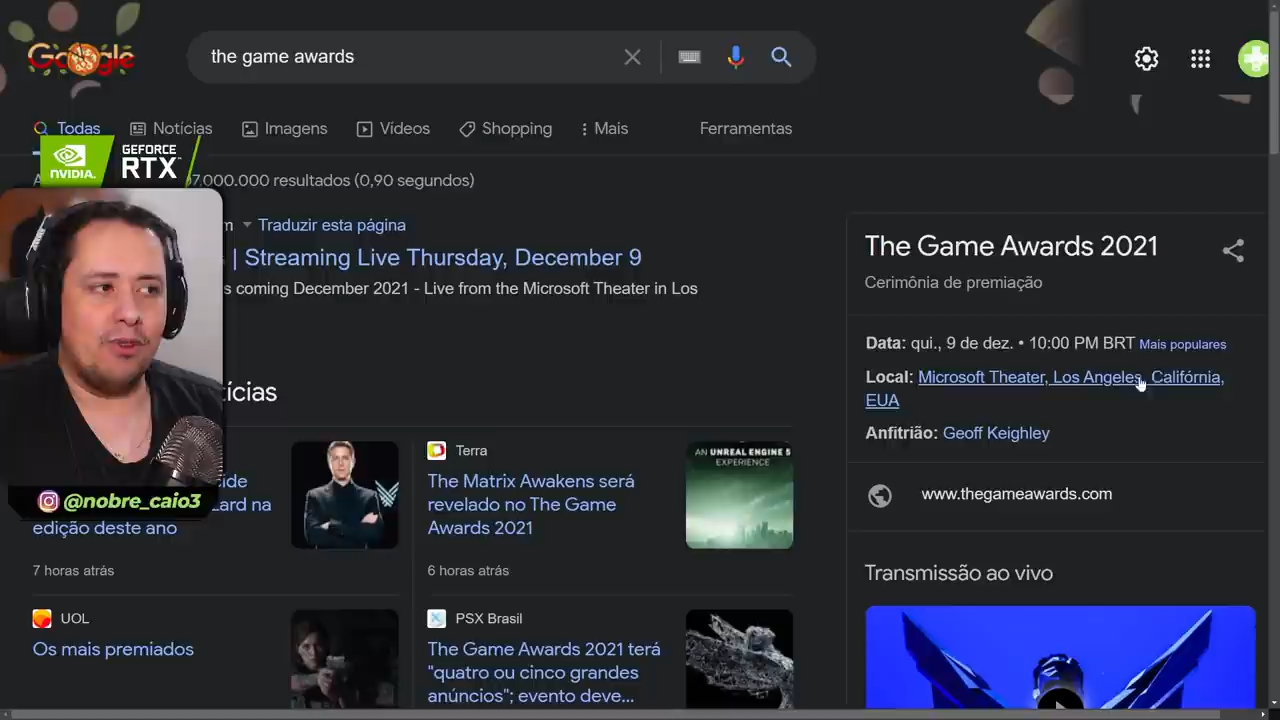 Google
the game awards
Todas
Notícias
Imagens
Vídeos
Shopping
Mais
Ferramentas
NVIDIA.
GEFORCE
RTX
7.000.000 resultados (0,90 segundos)
Traduzir esta página
| Streaming Live Thursday, December 9
s coming December 2021 - Live from the Microsoft Theater in Los
The Game Awards 2021
Cerimônia de premiação
Data: qui., 9 de dez. • 10:00 PM BRT Mais populares
Local: Microsoft Theater, Los Angeles, Califórnia,
EUA
Anfitrião: Geoff Keighley
www.thegameawards.com
Transmissão ao vivo
@nobre_caio3
edição deste ano
7 horas atrás
Terra
The Matrix Awakens será
revelado no The Game
Awards 2021
6 horas atrás
AN UNREAL ENGINE 5
EXPERIENCE
UOL
Os mais premiados
PSX Brasil
The Game Awards 2021 terá
"quatro ou cinco grandes
anúncios"; evento deve...